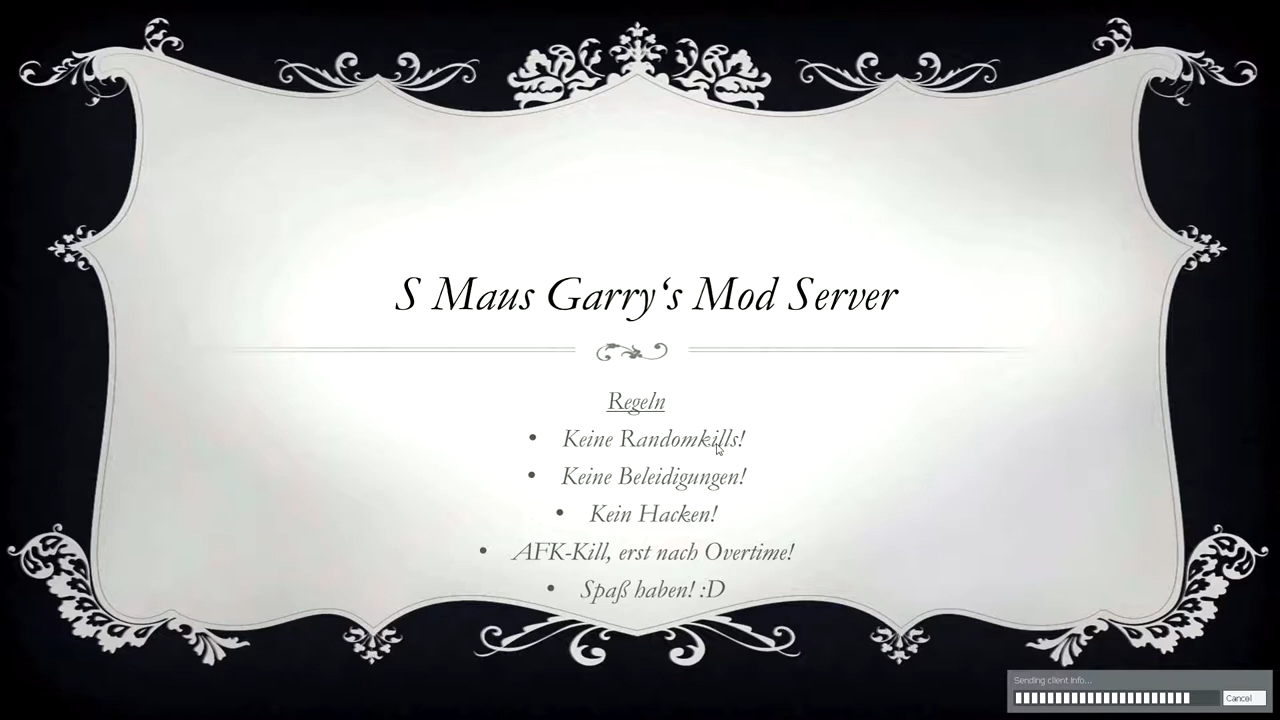 S Maus Garry‘s Mod Server
Regeln
• Keine Randomkills!
• Keine Beleidigungen!
• Kein Hacken!
• AFK-Kill, erst nach Overtime!
• Spaß haben! :D
Sending client info...
Cancel